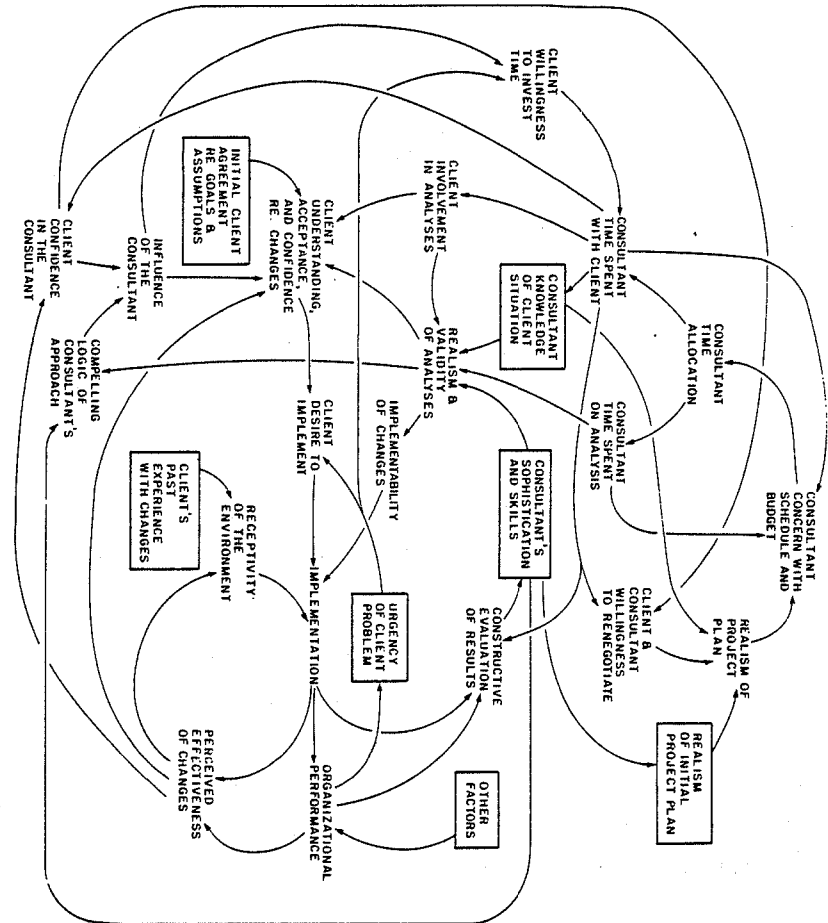 CONSULTANT
CONCERN WITH
SCHEDULE AND
BUDGET
REALISM OF
PROJECT
PLAN
REALISM
OF INITIAL
PROJECT PLAN
CONSULTANT
TIME
ALLOCATION
CLIENT &
CONSULTANT
WILLINGNESS
TO RENEGOTIATE
CONSULTANT
TIME SPENT
WITH CLIENT
CONSULTANT
TIME SPENT
ON ANALYSIS
CLIENT
WILLINGNESS
TO INVEST
TIME
CONSULTANT
KNOWLEDGE
OF CLIENT
SITUATION
CONSULTANT'S
SOPHISTICATION
AND SKILLS
CONSTRUCTIVE
EVALUATION
OF RESULTS
OTHER
FACTORS
CLIENT
INVOLVEMENT
IN ANALYSES
REALISM &
VALIDITY
OF ANALYSES
IMPLEMENTABILITY
OF CHANGES
URGENCY
OF CLIENT
PROBLEM
CLIENT
UNDERSTANDING,
ACCEPTANCE,
AND CONFIDENCE
RE. CHANGES
CLIENT
DESIRE TO
IMPLEMENT
IMPLEMENTATION
ORGANIZATIONAL
PERFORMANCE
INITIAL CLIENT
AGREEMENT
RE GOALS &
ASSUMPTIONS
RECEPTIVITY
OF THE
ENVIRONMENT
PERCEIVED
EFFECTIVENESS
OF CHANGES
INFLUENCE
OF THE
CONSULTANT
CLIENT'S
PAST
EXPERIENCE
WITH CHANGES
CLIENT
CONFIDENCE
IN THE
CONSULTANT
COMPELLING
LOGIC OF
CONSULTANT'S
APPROACH